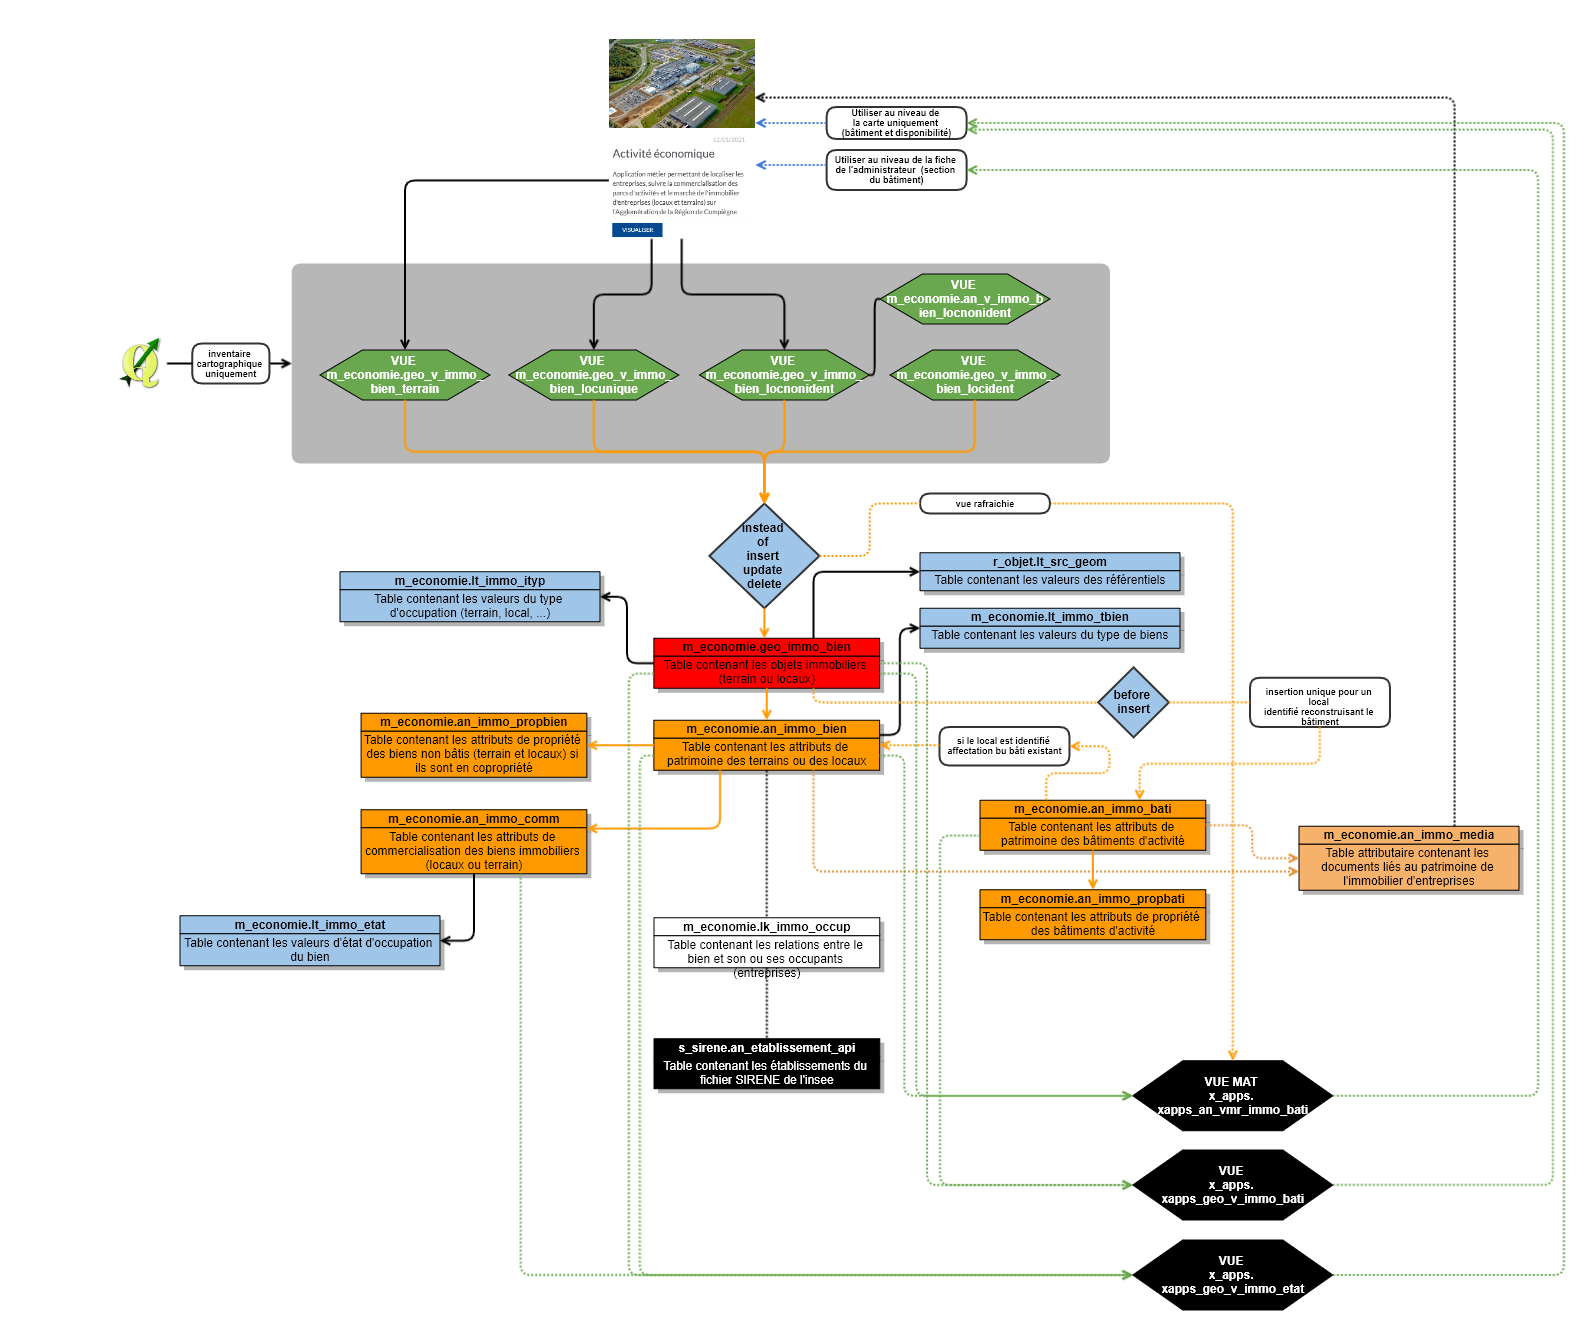 12/01/2021
Activité économique
Application métier permettant de localiser les
entreprises, suivre la commercialisation des
parcs d'activités et le marché de l'immobilier
d'entreprises (locaux et terrains) sur
l'Agglomération de la Région de Compiègne.
VISUALISER
Utiliser au niveau de
la carte uniquement
(bâtiment et disponibilité)
Utiliser au niveau de la fiche
de l'administrateur (section
du bâtiment)
inventaire
cartographique
uniquement
VUE
m_economie.an_v_immo_b
ien_locnonident
VUE
m_economie.geo_v_immo_
bien_terrain
VUE
m_economie.geo_v_immo_
bien_locunique
VUE
m_economie.geo_v_immo_
bien_locnonident
VUE
m_economie.geo_v_immo_
bien_locident
instead
of
insert
update
delete
vue rafraichie
r_objet.lt_src_geom
Table contenant les valeurs des référentiels
m_economie.lt_immo_ityp
Table contenant les valeurs du type
d'occupation (terrain, local, ...)
m_economie.lt_immo_tbien
Table contenant les valeurs du type de biens
m_economie.geo_immo_bien
Table contenant les objets immobiliers
(terrain ou locaux)
before
insert
insertion unique pour un
local
identifié reconstruisant le
bâtiment
m_economie.an_immo_propbien
Table contenant les attributs de propriété
des biens non bâtis (terrain et locaux) si
ils sont en copropriété
m_economie.an_immo_bien
Table contenant les attributs de
patrimoine des terrains ou des locaux
si le local est identifié
affectation bu bâti existant
m_economie.an_immo_comm
Table contenant les attributs de
commercialisation des biens immobiliers
(locaux ou terrain)
m_economie.an_immo_bati
Table contenant les attributs de
patrimoine des bâtiments d'activité
m_economie.an_immo_media
Table attributaire contenant les
documents liés au patrimoine de
l'immobilier d'entreprises
m_economie.an_immo_propbati
Table contenant les attributs de propriété
des bâtiments d'activité
m_economie.lt_immo_etat
Table contenant les valeurs d'état d'occupation
du bien
m_economie.lk_immo_occup
Table contenant les relations entre le
bien et son ou ses occupants
(entreprises)
s_sirene.an_etablissement_api
Table contenant les établissements du
fichier SIRENE de l'insee
VUE MAT
x_apps.
xapps_an_vmr_immo_bati
VUE
x_apps.
xapps_geo_v_immo_bati
VUE
x_apps.
xapps_geo_v_immo_etat